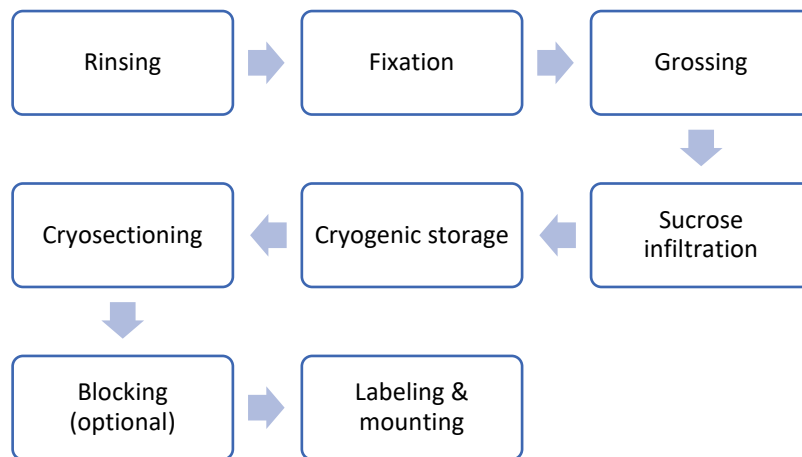 Rinsing
Fixation
Grossing
Sucrose
infiltration
Cryogenic storage
Cryosectioning
Blocking
(optional)
Labeling &
mounting